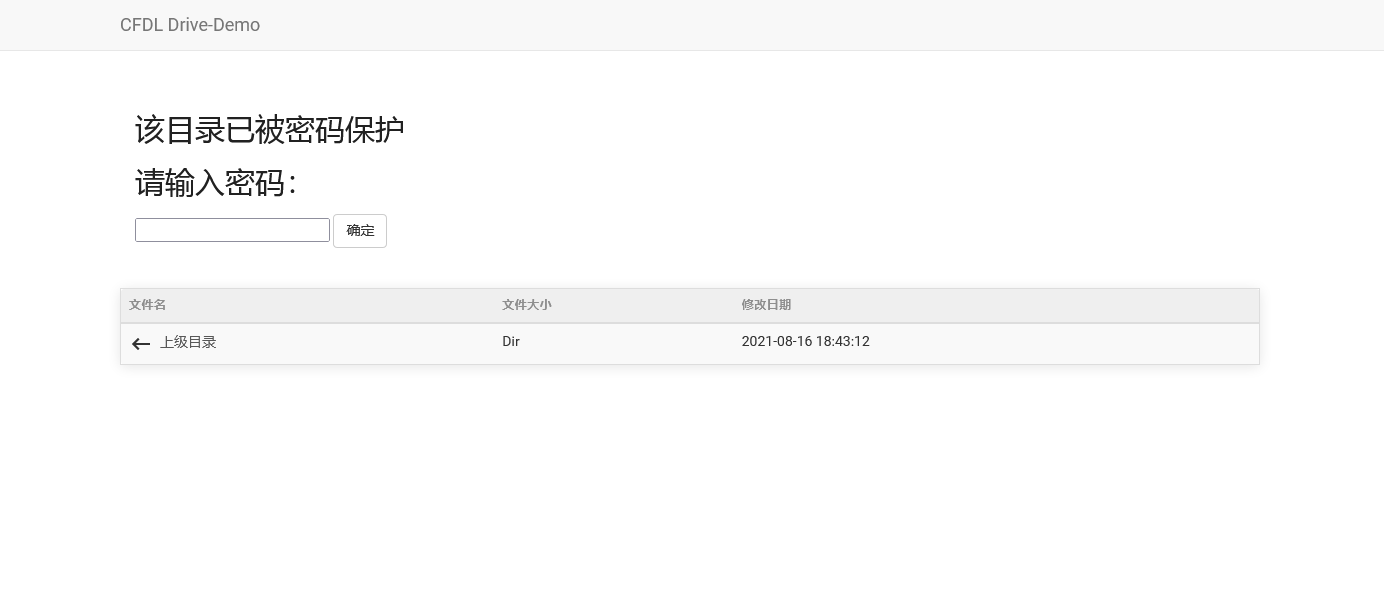 CFDL Drive-Demo
该目录已被密码保护
请输入密码：
确定
文件名 文件大小 修改日期
上级目录 Dir 2021-08-16 18:43:12